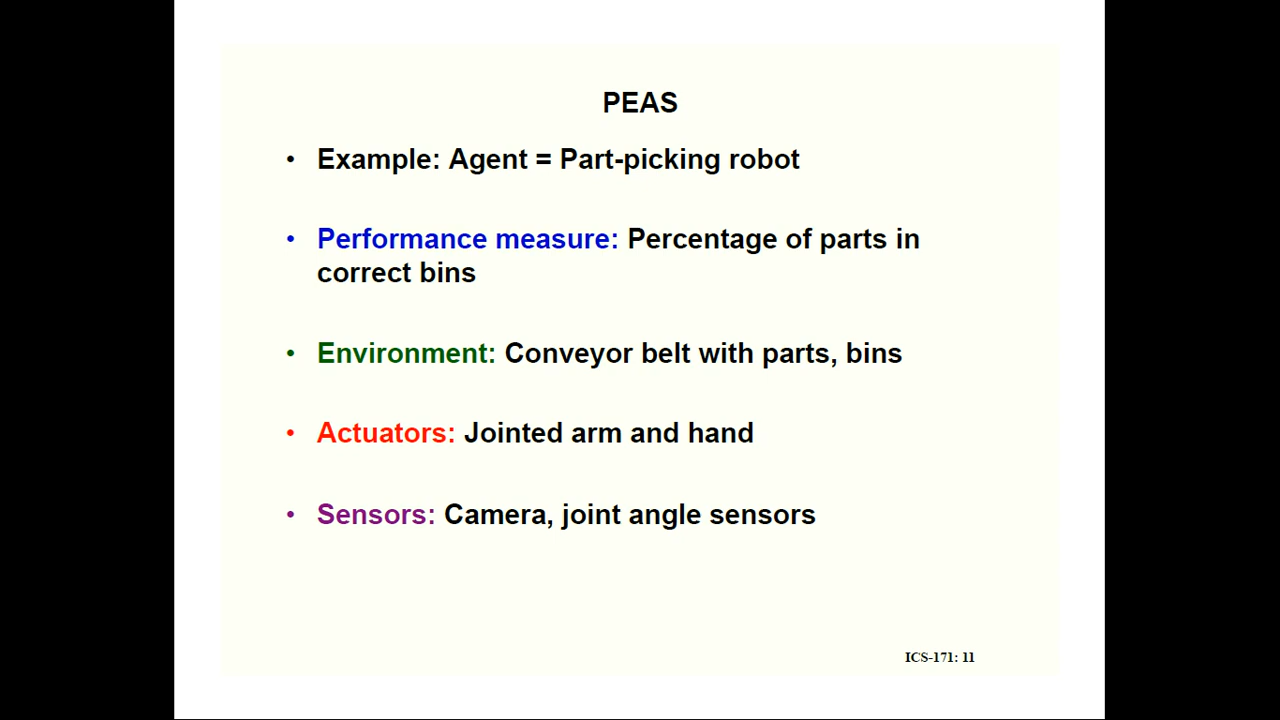 PEAS
• Example: Agent = Part-picking robot
• Performance measure: Percentage of parts in
correct bins
• Environment: Conveyor belt with parts, bins
• Actuators: Jointed arm and hand
• Sensors: Camera, joint angle sensors
ICS-171: 11